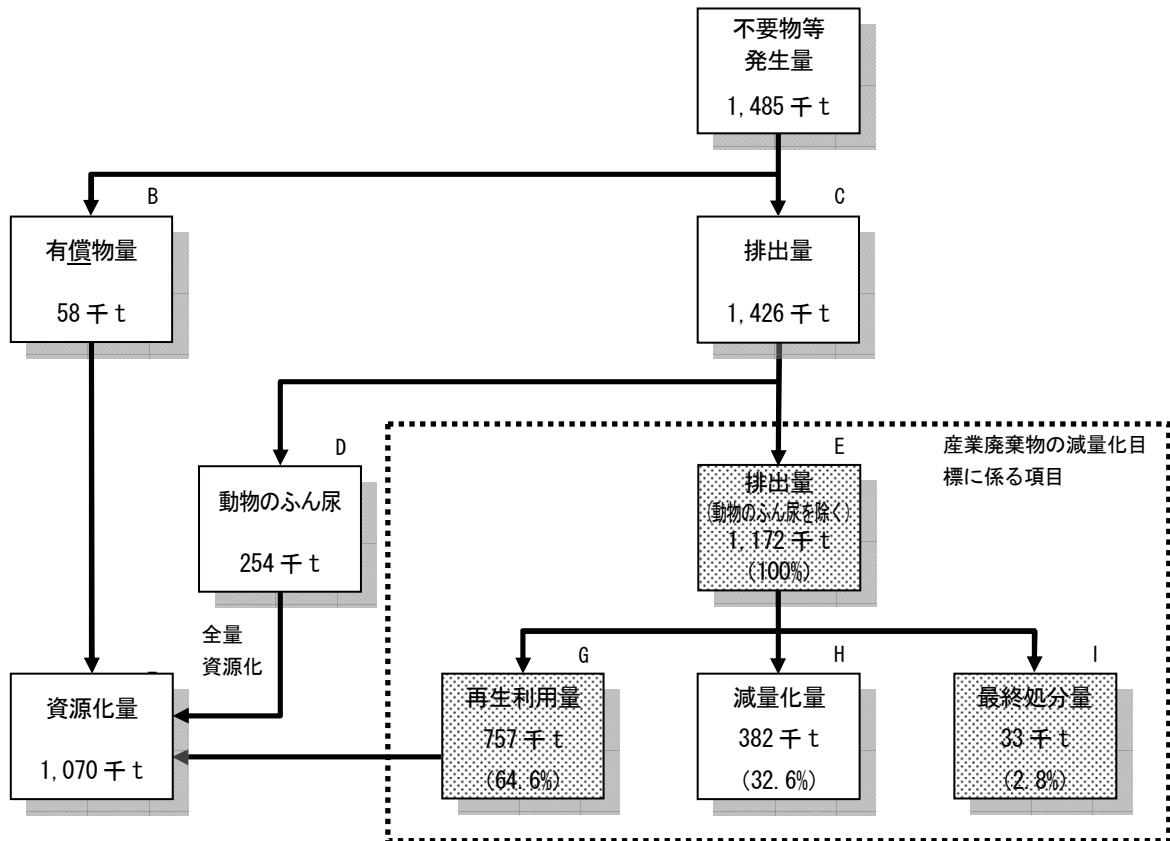 不要物等
発生量
1,485 千 t
B
C
有償物量
58 千 t
排出量
1,426 千 t
D
E
産業廃棄物の減量化目
標に係る項目
動物のふん尿
254 千 t
排出量
(動物のふん尿を除く)
1,172 千 t
(100%)
全量
資源化
G
H
I
資源化量
1,070 千 t
再生利用量
757 千 t
(64.6%)
減量化量
382 千 t
(32.6%)
最終処分量
33 千 t
(2.8%)